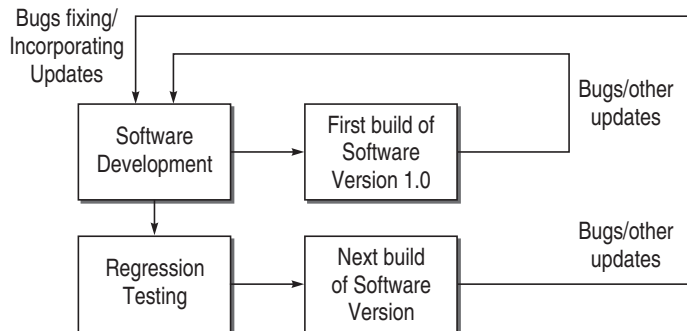 Bugs fixing/
Incorporating
Updates
Bugs/other
updates
Software
Development
First build of
Software
Version 1.0
Bugs/other
updates
Regression
Testing
Next build
of Software
Version